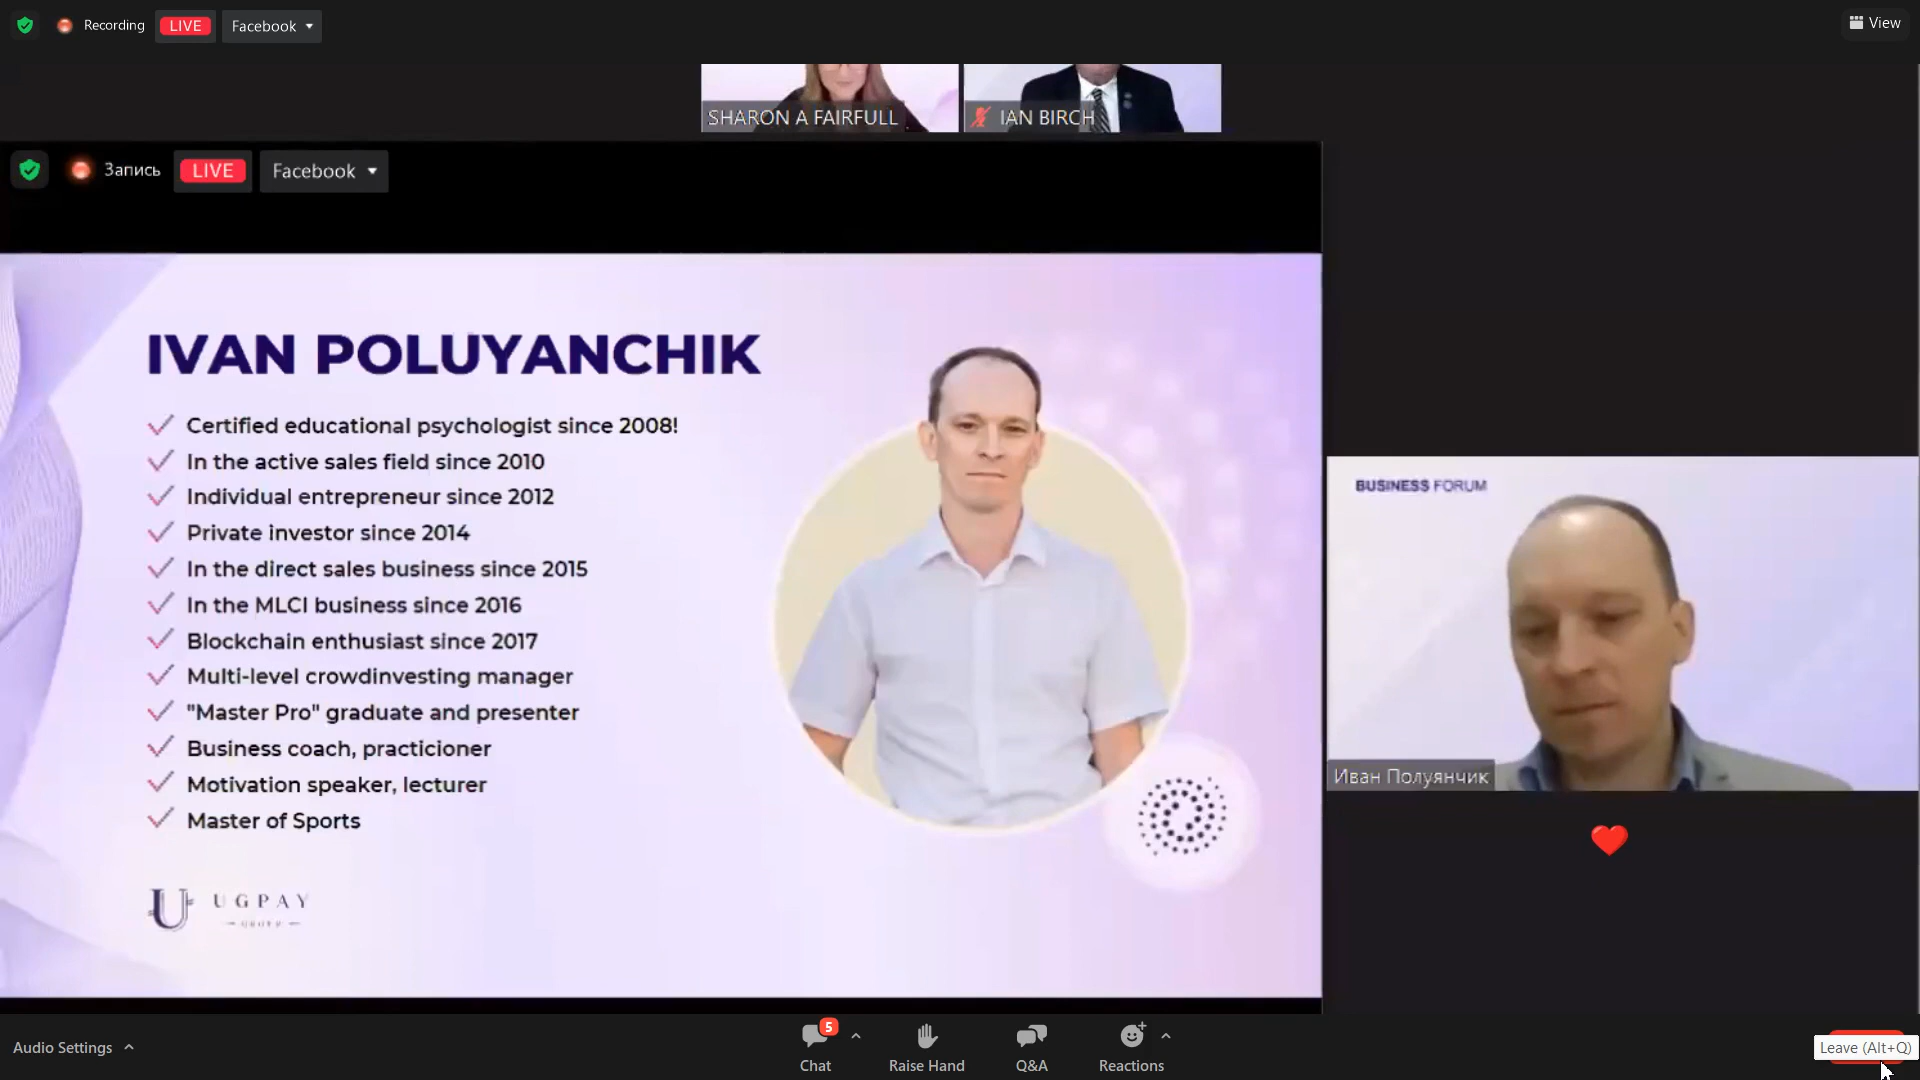 Recording LIVE Facebook
View
SHARON A FAIRFULL
IAN BIRCH
Запись LIVE Facebook
IVAN POLUYANCHIK
Certified educational psychologist since 2008!
In the active sales field since 2010
Individual entrepreneur since 2012
Private investor since 2014
In the direct sales business since 2015
In the MLCI business since 2016
Blockchain enthusiast since 2017
Multi-level crowdinvesting manager
"Master Pro" graduate and presenter
Business coach, practicioner
Motivation speaker, lecturer
Master of Sports
U UGPAY
GROUP
BUSINESS FORUM
Иван Полуянчик
Audio Settings
5
Chat
Raise Hand
Q&A
Reactions
Leave (Alt+Q)